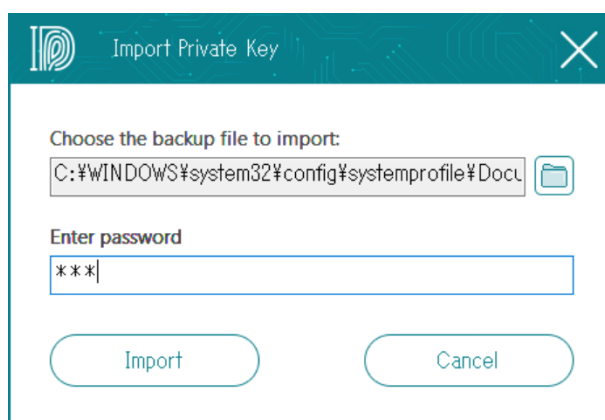 Import Private Key
Choose the backup file to import:
C:¥WINDOWS¥system32¥config¥systemprofile¥Docu
Enter password
***
Import
Cancel